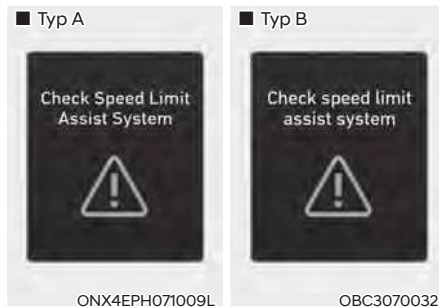 ■ Typ A
Check Speed Limit
Assist System
ONX4EPH071009L
■ Typ B
Check speed limit
assist system
OBC3070032